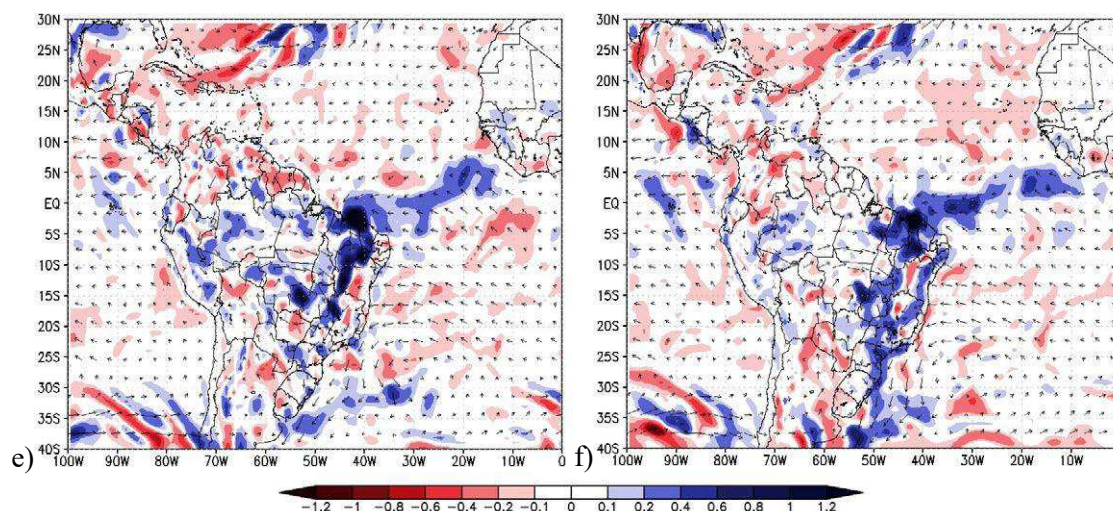 30N 30N
25N 25N
20N 20N
15N 15N
10N 10N
5N 5N
EQ EQ
5S 5S
10S 10S
15S 15S
20S 20S
25S 25S
30S 30S
35S 35S
e) 40S f) 40S
100W 90W 80W 70W 60W 50W 40W 30W 20W 10W 0 100W 90W 80W 70W 60W 50W 40W 30W 20W 10W
−1.2 −1 −0.8 −0.6 −0.4 −0.2 −0.1 0 0.1 0.2 0.4 0.6 0.8 1 1.2